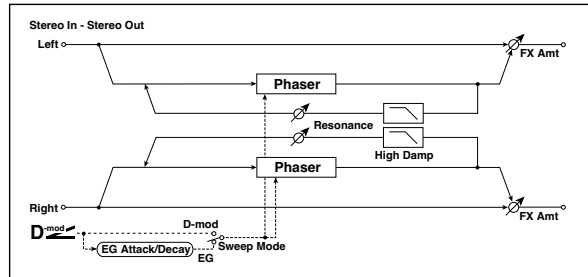 Stereo In - Stereo Out
Left
FX Amt
Phaser
Resonance
High Damp
Phaser
Right
FX Amt
D-mod
D-mod
Sweep Mode
EG Attack/Decay
EG